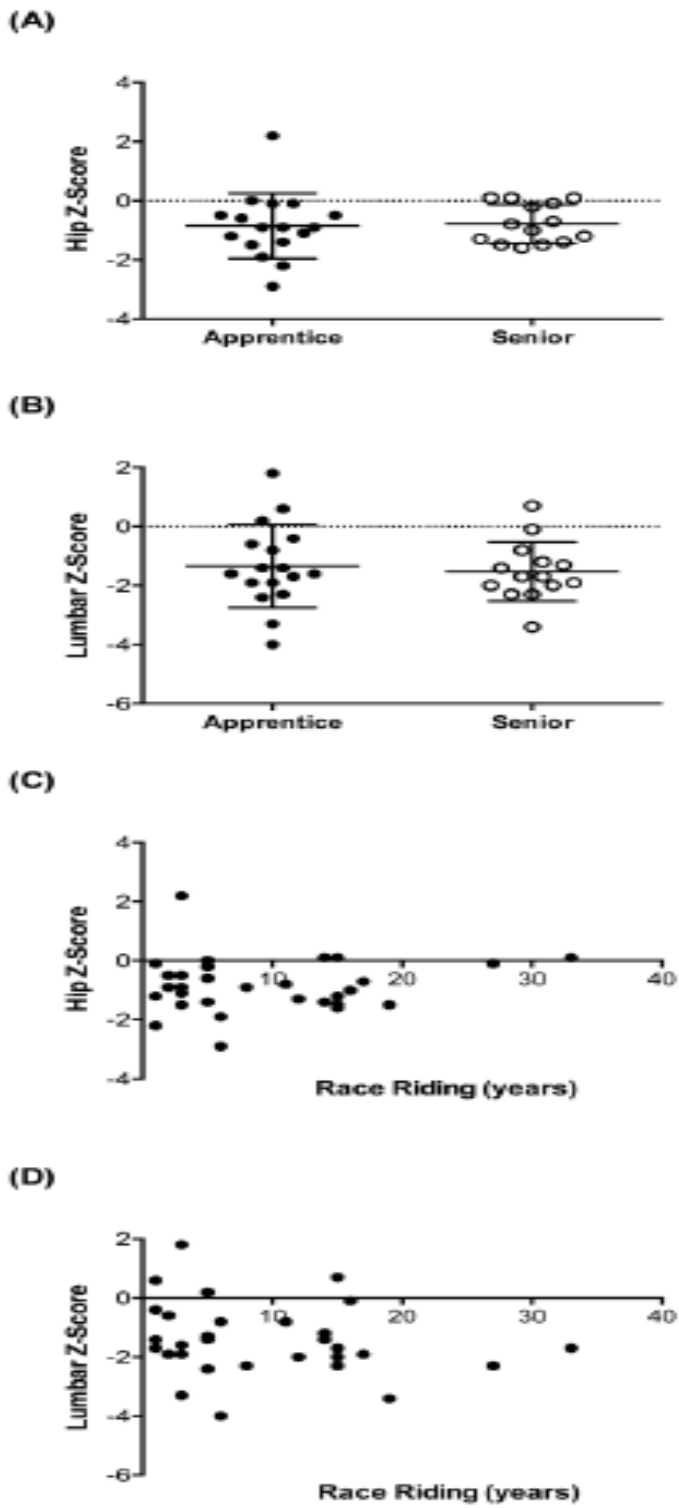 (A)
4
2
0
-2
-4
Hip Z-Score
Apprentice Senior
(B)
2
0
-2
-4
-6
Lumbar Z-Score
Apprentice Senior
(C)
4
2
0
-2
-4
Hip Z-Score
10 20 30 40
Race Riding (years)
(D)
2
0
-2
-4
-6
Lumbar Z-Score
10 20 30 40
Race Riding (years)